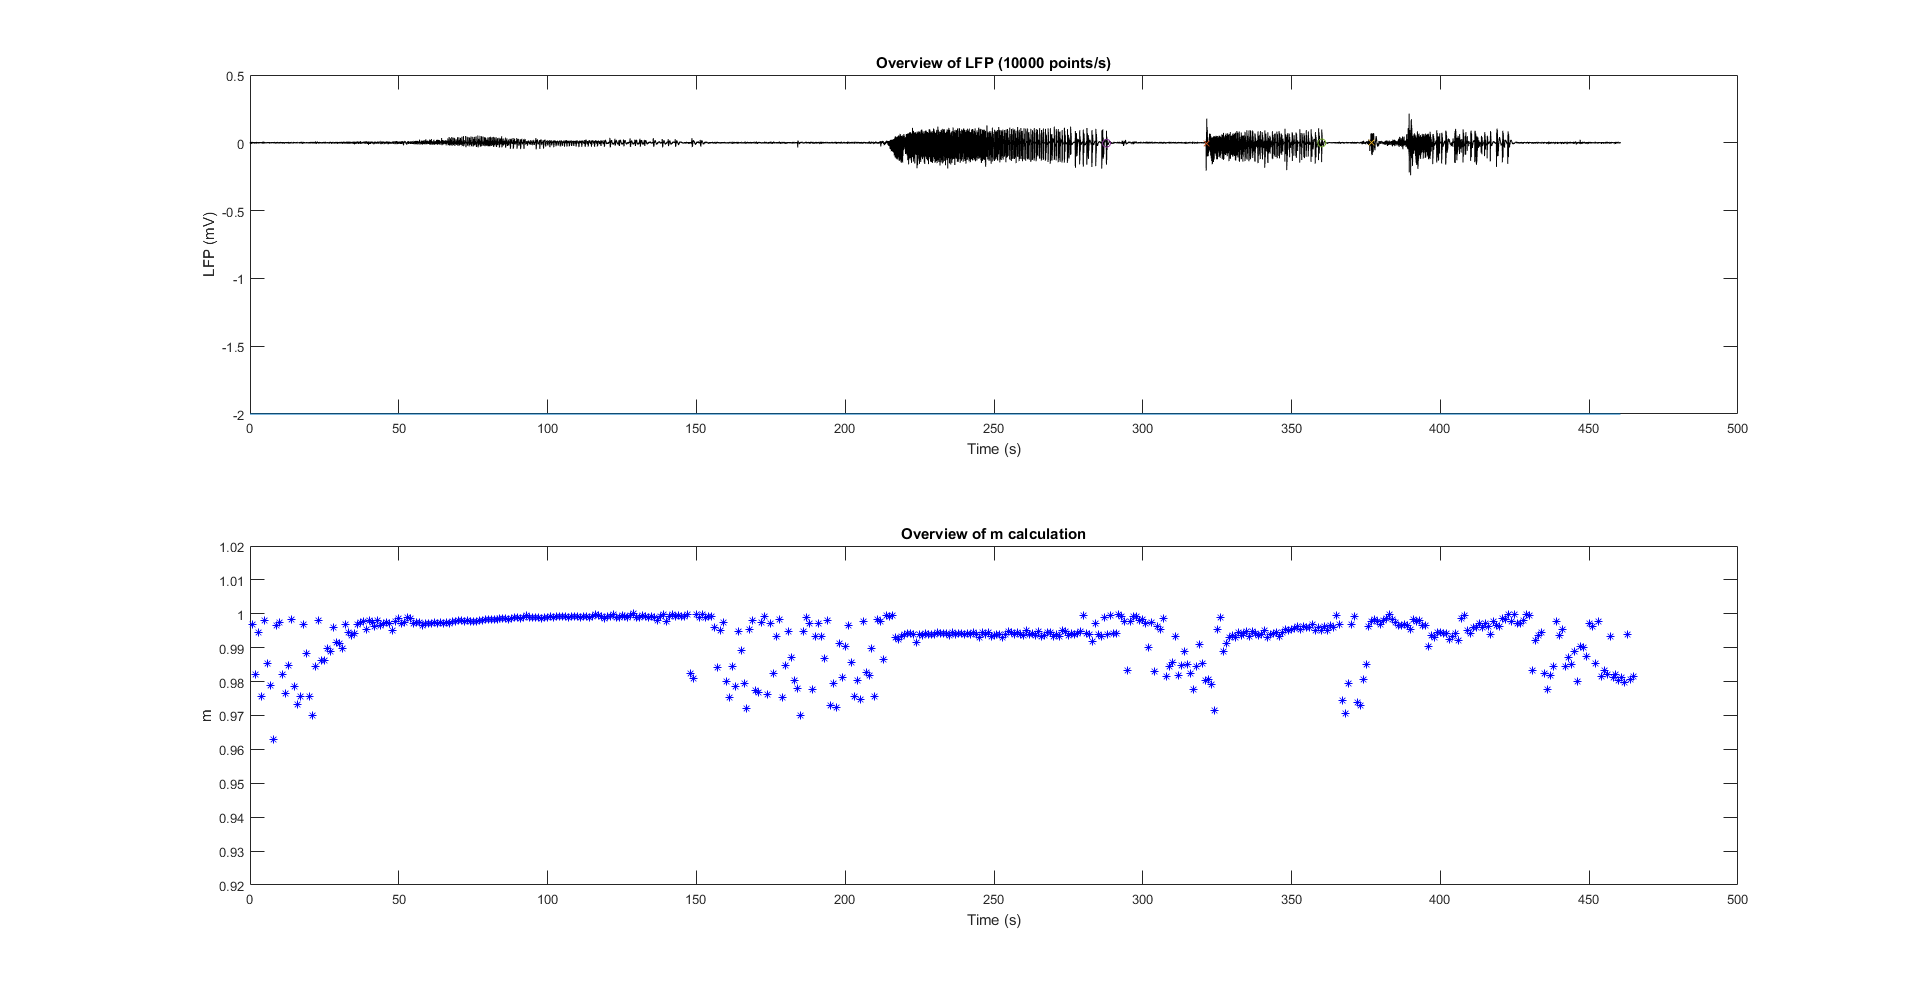 Overview of LFP (10000 points/s)
0.5
0
-0.5
-1
-1.5
-2
LFP (mV)
0 50 100 150 200 250 300 350 400 450 500
Time (s)
Overview of m calculation
1.02
1.01
1
0.99
0.98
0.97
0.96
0.95
0.94
0.93
0.92
m
0 50 100 150 200 250 300 350 400 450 500
Time (s)